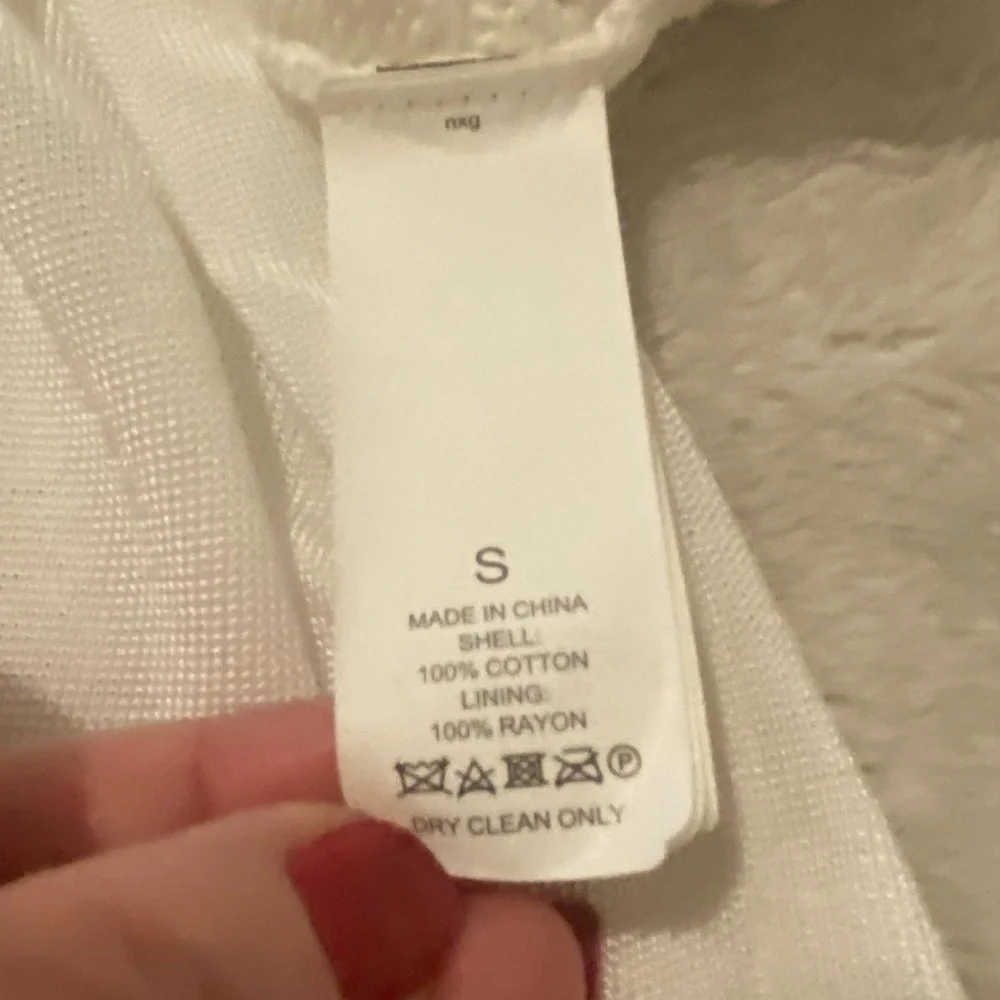 nxg
S
MADE IN CHINA
SHELL:
100% COTTON
LINING:
100% RAYON
P
DRY CLEAN ONLY